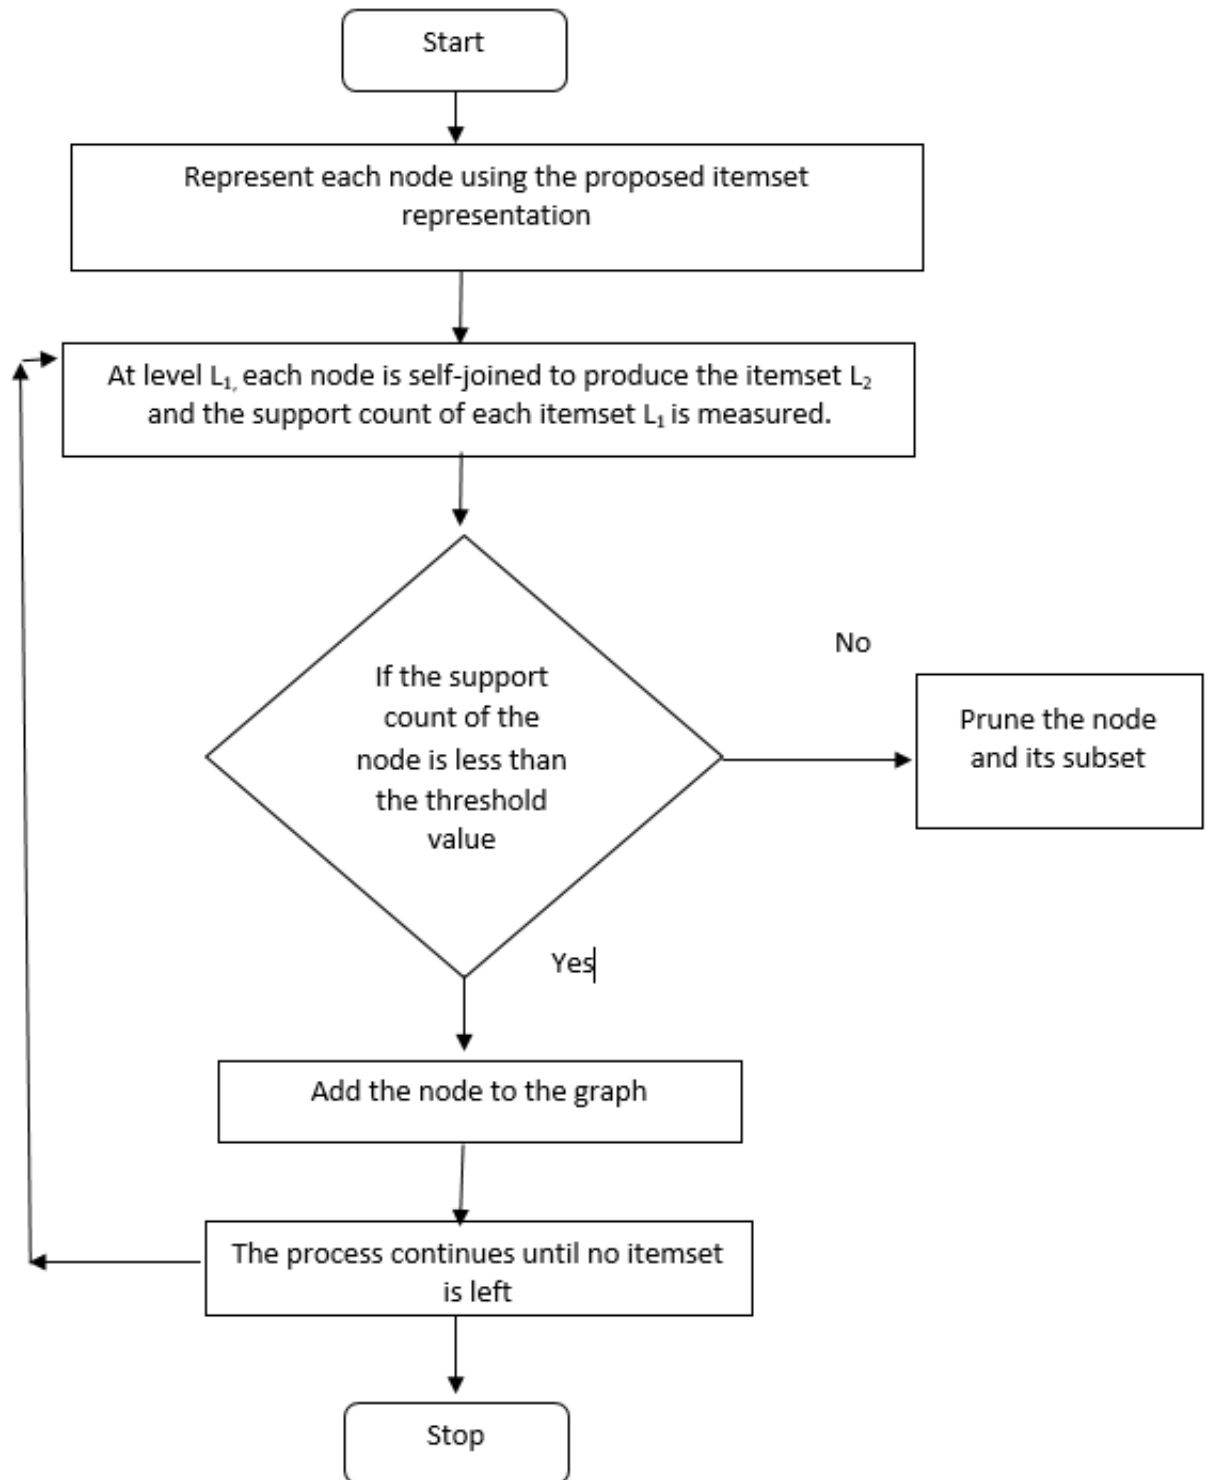 Start
Represent each node using the proposed itemset
representation
At level L₁, each node is self-joined to produce the itemset L₂
and the support count of each itemset L₁ is measured.
If the support
count of the
node is less than
the threshold
value
No
Prune the node
and its subset
Yes
Add the node to the graph
The process continues until no itemset
is left
Stop